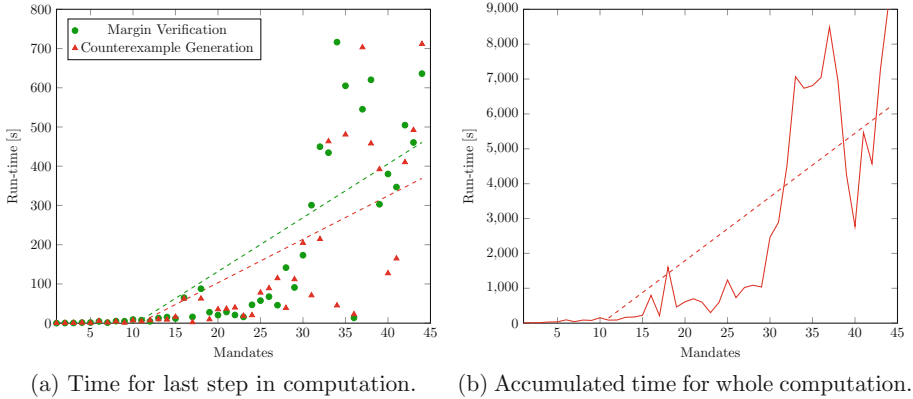 800
700
600
500
400
300
200
100
0
Run-time [s]
Margin Verification
Counterexample Generation
5 10 15 20 25 30 35 40 45
Mandates
(a) Time for last step in computation.
9,000
8,000
7,000
6,000
5,000
4,000
3,000
2,000
1,000
0
Run-time [s]
5 10 15 20 25 30 35 40 45
Mandates
(b) Accumulated time for whole computation.